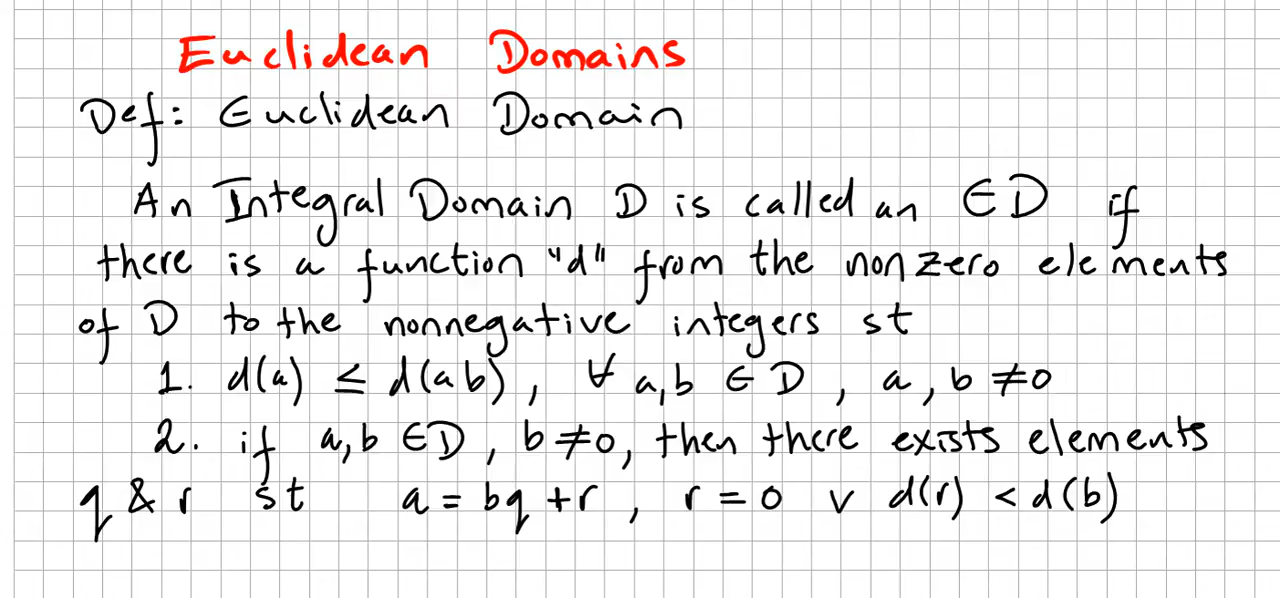 Euclidean Domains
Def: Euclidean Domain
An Integral Domain D is called an ED if
there is a function "d" from the nonzero elements
of D to the nonnegative integers st
1. d(a) ≤ d(ab), ∀ a,b ∈ D, a, b ≠ 0
2. if a,b ∈ D, b ≠ 0, then there exists elements
q & r st a = bq + r, r = 0 ∨ d(r) < d(b)